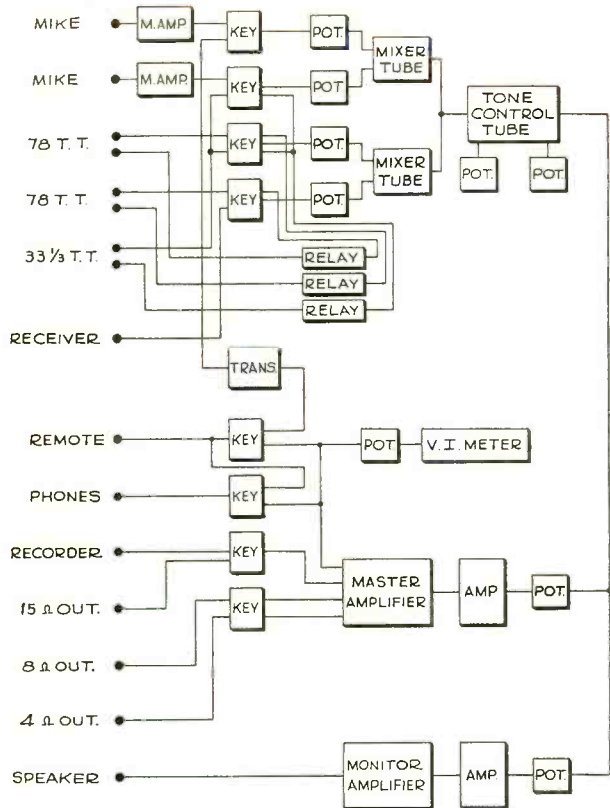 MIKE
M.AMP
KEY
POT.
MIXER
TUBE
MIKE
M.AMP.
KEY
POT.
TONE
CONTROL
TUBE
78 T.T.
KEY
POT.
MIXER
TUBE
POT.
POT.
78 T.T.
KEY
POT.
33 1/3 T.T.
RELAY
RELAY
RELAY
RECEIVER
TRANS.
REMOTE
KEY
POT
V.I. METER
PHONES
KEY
RECORDER
KEY
MASTER
AMPLIFIER
AMP
POT.
15 Ω OUT.
KEY
8 Ω OUT.
4 Ω OUT.
SPEAKER
MONITOR
AMPLIFIER
AMP.
POT.